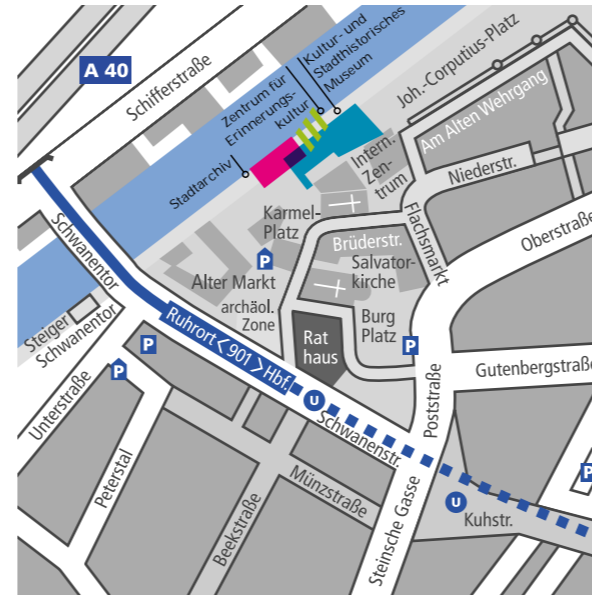 A 40
Schifferstraße
Zentrum für
Erinnerungs-
kultur
Kultur- und
Stadthistorisches
Museum
Joh.-Corputius-Platz
Am Alten Wehrgang
Stadtarchiv
Intern.
Zen-
trum
Niederstr.
Karmel-
Platz
Flachsmarkt
Oberstraße
Schwanentor
Brüderstr.
Salvator-
kirche
P
Alter Markt
archäol.
Zone
Burg
Platz
P
Rat
haus
Steiger
Schwanentor
Ruhrort <901> Hbf.
P
P
Gutenbergstraße
Unterstraße
U
Schwanenstr.
Poststraße
Peterstal
Münzstraße
Beekstraße
Steinsche Gasse
U
Kuhstr.
P